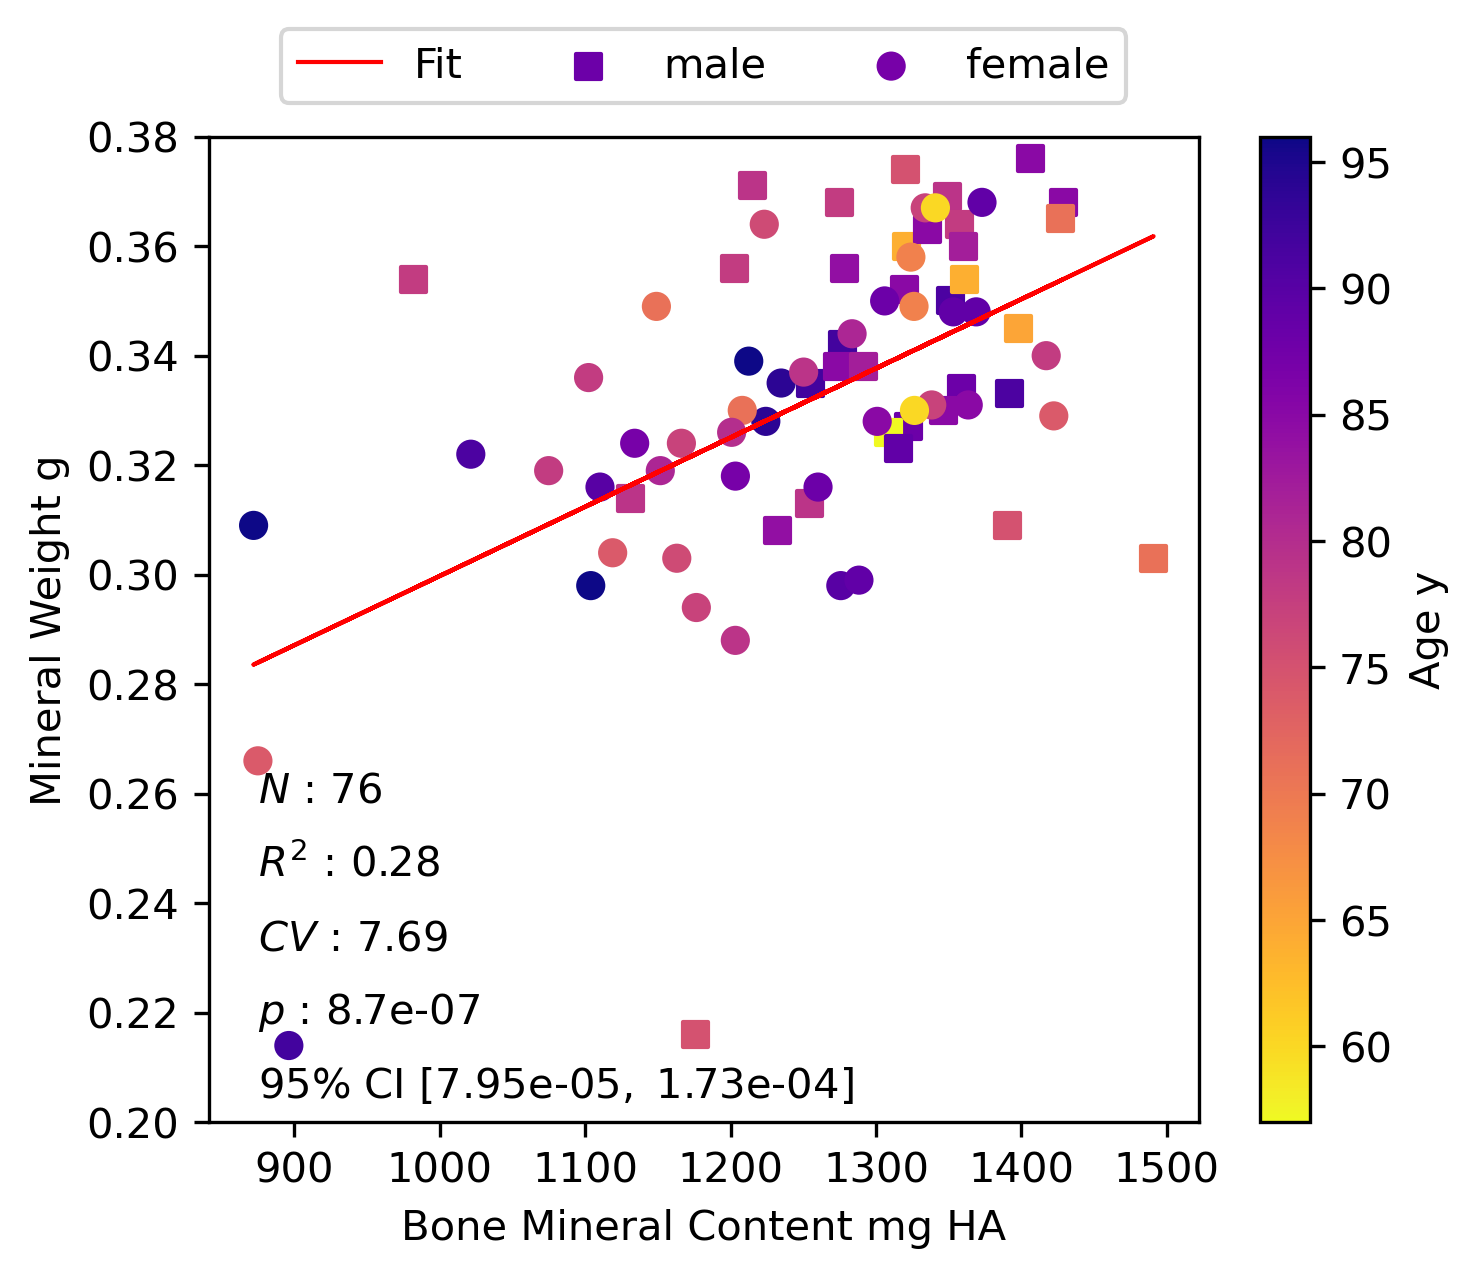 Fit male female
0.38
0.36
0.34
0.32
0.30
0.28
0.26
0.24
0.22
0.20
Mineral Weight g
N : 76
R² : 0.28
CV : 7.69
p : 8.7e-07
95% CI [7.95e-05, 1.73e-04]
900 1000 1100 1200 1300 1400 1500
Bone Mineral Content mg HA
95
90
85
80
75
70
65
60
Age y